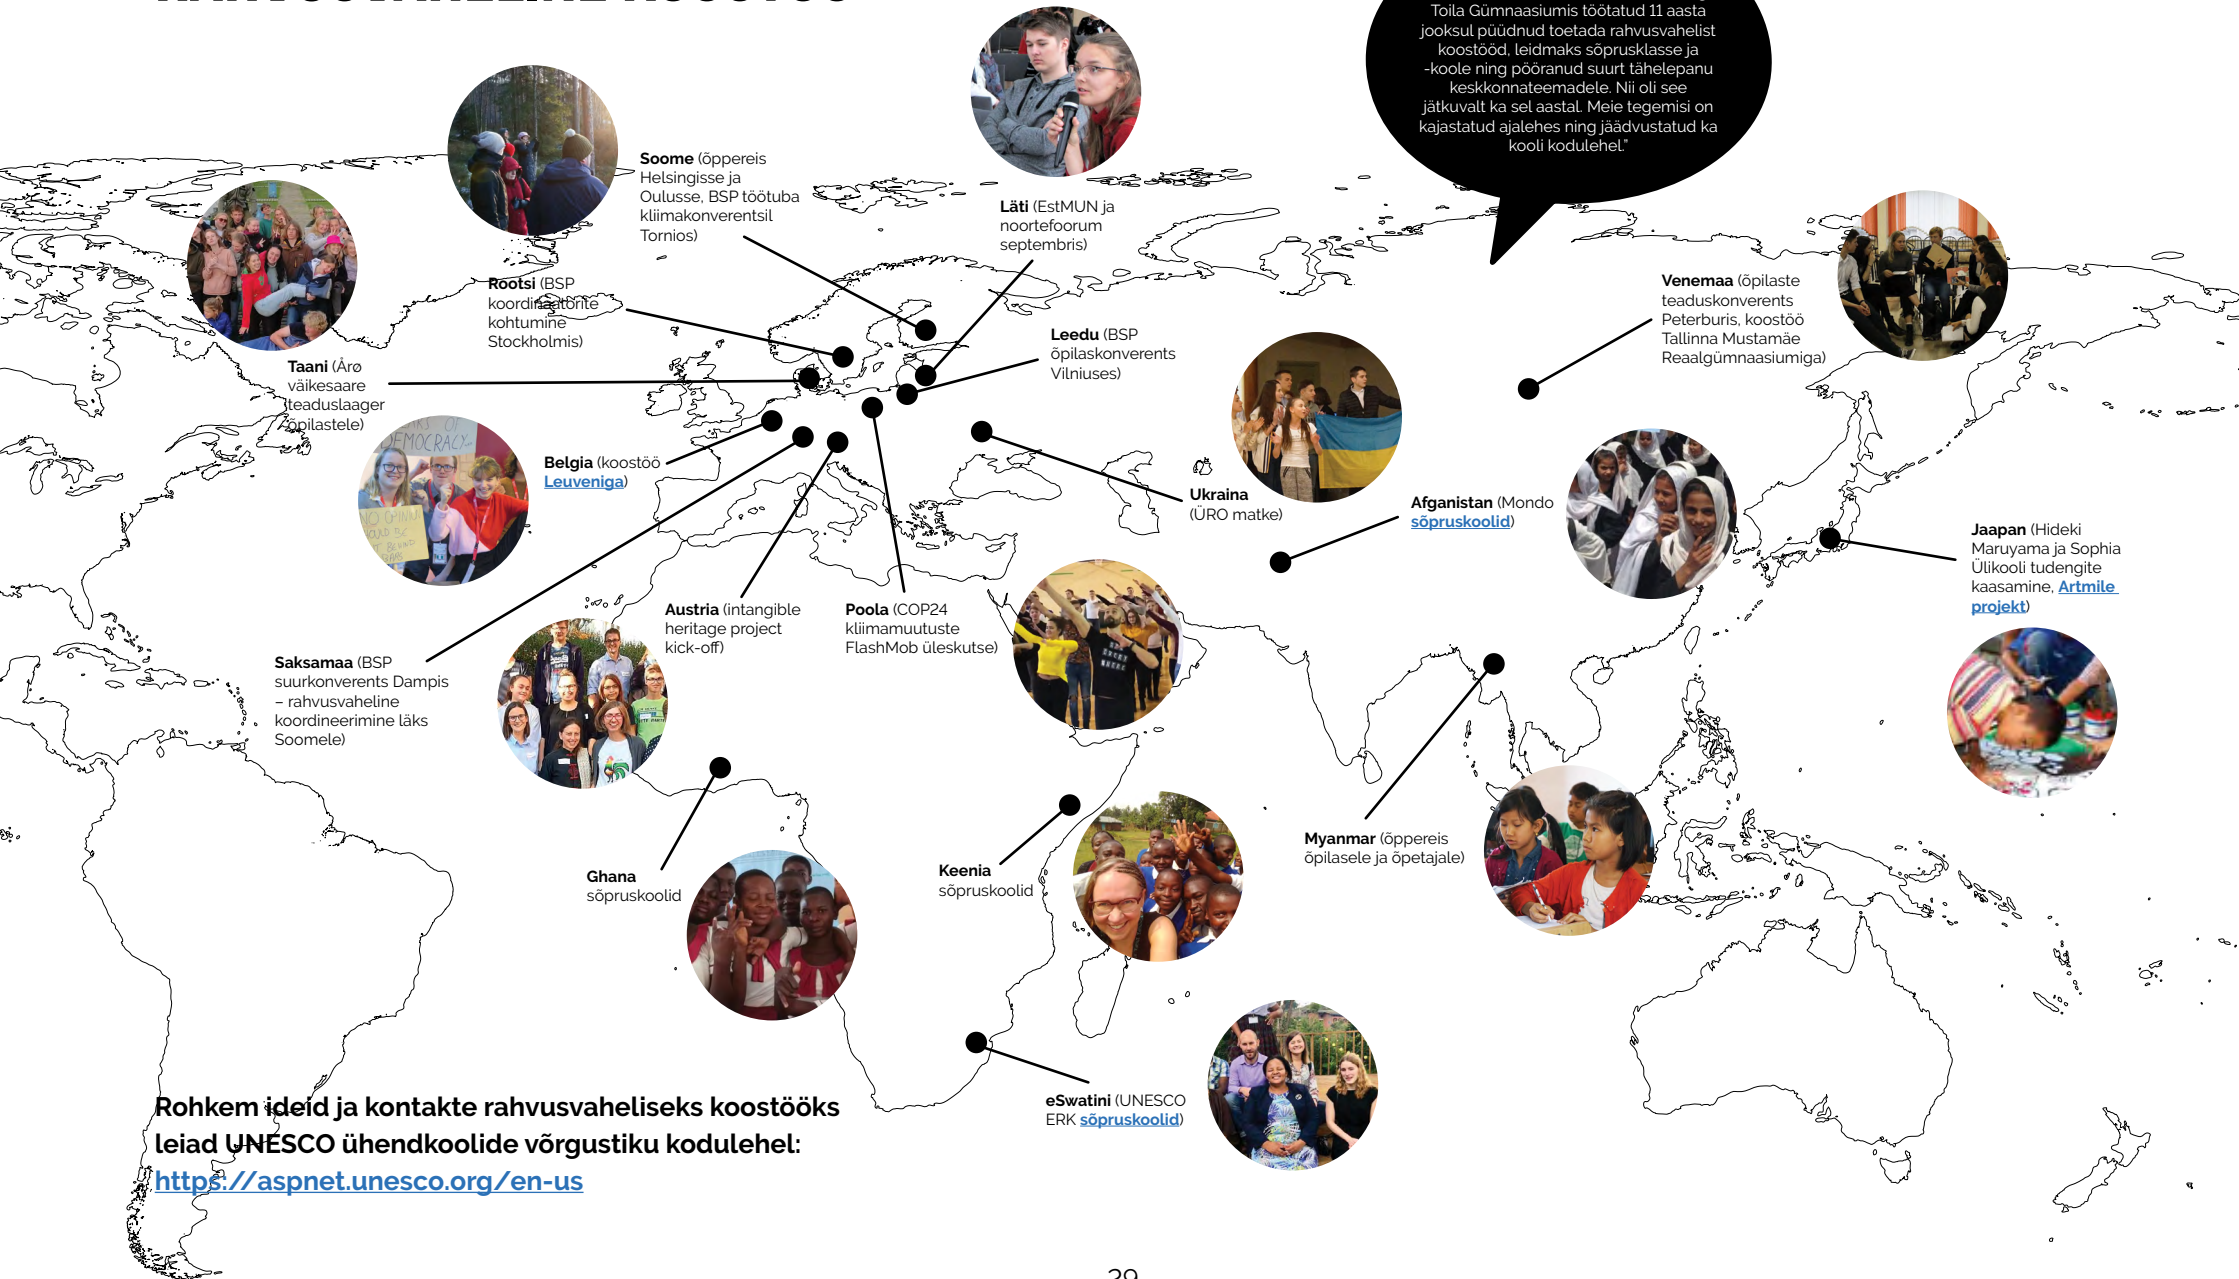 RAHVUSVAHELINE KOOSTÖÖ
Toila Gümnaasiumis töötatud 11 aasta
jooksul püüdnud toetada rahvusvahelist
koostööd, leidmaks sõprusklasse ja
-koole ning pööranud suurt tähelepanu
keskkonnateemadele. Nii oli see
jätkuvalt ka sel aastal. Meie tegemisi on
kajastatud ajalehes ning jäädvustatud ka
kooli kodulehel."
Soome (õppereis
Helsingisse ja
Oulusse, BSP töötuba
kliimakonverentsil
Tornios)
Läti (EstMUN ja
noortefoorum
septembris)
Rootsi (BSP
koordinaatorite
kohtumine
Stockholmis)
Venemaa (õpilaste
teaduskonverents
Peterburis, koostöö
Tallinna Mustamäe
Reaalgümnaasiumiga)
Leedu (BSP
õpilaskonverents
Vilniuses)
Taani (Årø
väikesaare
teaduslaager
õpilastele)
DEMOCRACY
NO OPINION
Belgia (koostöö
Leuveniga)
Ukraina
(ÜRO matke)
Afganistan (Mondo
sõpruskoolid)
Jaapan (Hideki
Maruyama ja Sophia
Ülikooli tudengite
kaasamine, Artmile
projekt)
Austria (intangible
heritage project
kick-off)
Poola (COP24
kliimamuutuste
FlashMob üleskutse)
Saksamaa (BSP
suurkonverents Dampis
– rahvusvaheline
koordineerimine läks
Soomele)
Ghana
sõpruskoolid
Keenia
sõpruskoolid
Myanmar (õppereis
õpilasele ja õpetajale)
eSwatini (UNESCO
ERK sõpruskoolid)
Rohkem ideid ja kontakte rahvusvaheliseks koostööks
leiad UNESCO ühendkoolide võrgustiku kodulehel:
https://aspnet.unesco.org/en-us
39